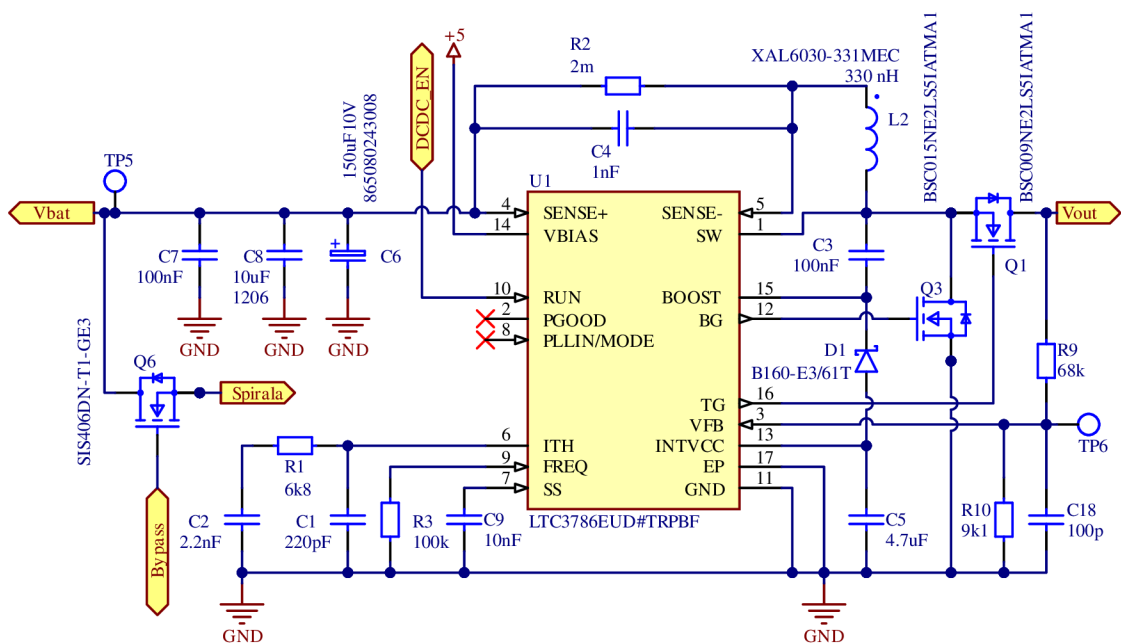 +5
DCDC_EN
R2
2m
C4
1nF
XAL6030-331MEC
330 nH
L2
BSC015NE2LS5IATMA1
BSC009NE2LS5IATMA1
150uF10V
865080243008
TP5
Vbat
C7
100nF
GND
C8
10uF
1206
GND
C6
GND
U1
4
SENSE+
14
VBIAS
10
RUN
2
PGOOD
8
PLLIN/MODE
6
ITH
9
FREQ
7
SS
SENSE-
5
SW
1
BOOST
15
BG
12
TG
16
VFB
3
INTVCC
13
EP
17
GND
11
LTC3786EUD#TRPBF
C3
100nF
Q3
Q1
Vout
D1
B160-E3/61T
R9
68k
TP6
SIS406DN-T1-GE3
Q6
Spirala
Bypass
R1
6k8
C2
2.2nF
C1
220pF
R3
100k
C9
10nF
C5
4.7uF
R10
9k1
C18
100p
GND
GND